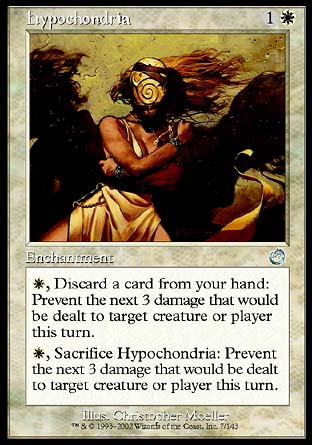 Hypochondria 1
Enchantment
, Discard a card from your hand:
Prevent the next 3 damage that would
be dealt to target creature or player
this turn.
, Sacrifice Hypochondria: Prevent
the next 3 damage that would be dealt
to target creature or player this turn.
Illus. Christopher Moeller
™ & © 1993–2002 Wizards of the Coast, Inc. 7/143